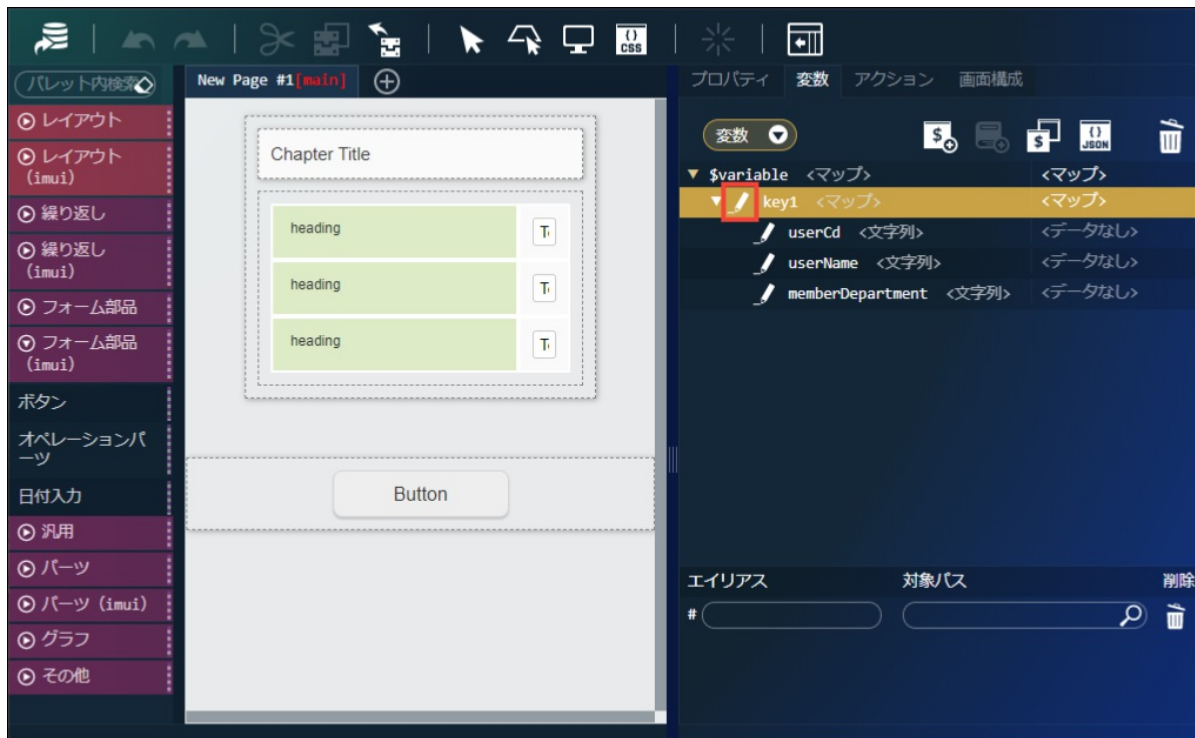 {} CSS
パレット内検索
New Page #1[main]
プロパティ 変数 アクション 画面構成
レイアウト
レイアウト
(imui)
繰り返し
繰り返し
(imui)
フォーム部品
フォーム部品
(imui)
ボタン
オペレーションパ
ーツ
日付入力
汎用
パーツ
パーツ (imui)
グラフ
その他
Chapter Title
heading
heading
heading
Button
変数
$ $ {} JSON
$variable <マップ> <マップ>
key1 <マップ> <マップ>
userCd <文字列> <データなし>
userName <文字列> <データなし>
memberDepartment <文字列> <データなし>
エイリアス 対象パス 削除
#